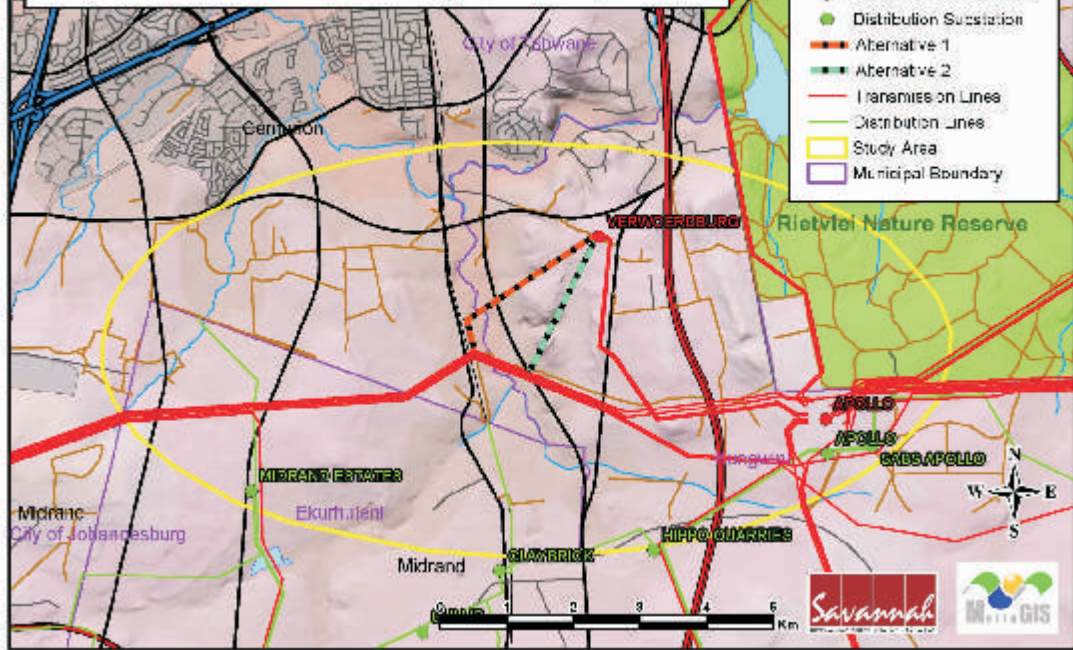 Distribution Substation
Alternative 1
Alternative 2
Transmission Lines
Distribution Lines
Study Area
Municipal Boundary
City of Tshwane
Centurion
VERWOERDBURG
Rietvlei Nature Reserve
APOLLO
APOLLO
SABS APOLLO
MIDRAND ESTATES
N
W E
S
Midrand
City of Johannesburg
Ekurhuleni
HIPPO QUARRIES
CLAYBRICK
Midrand
0 1 2 3 4 5
Km
Savannah